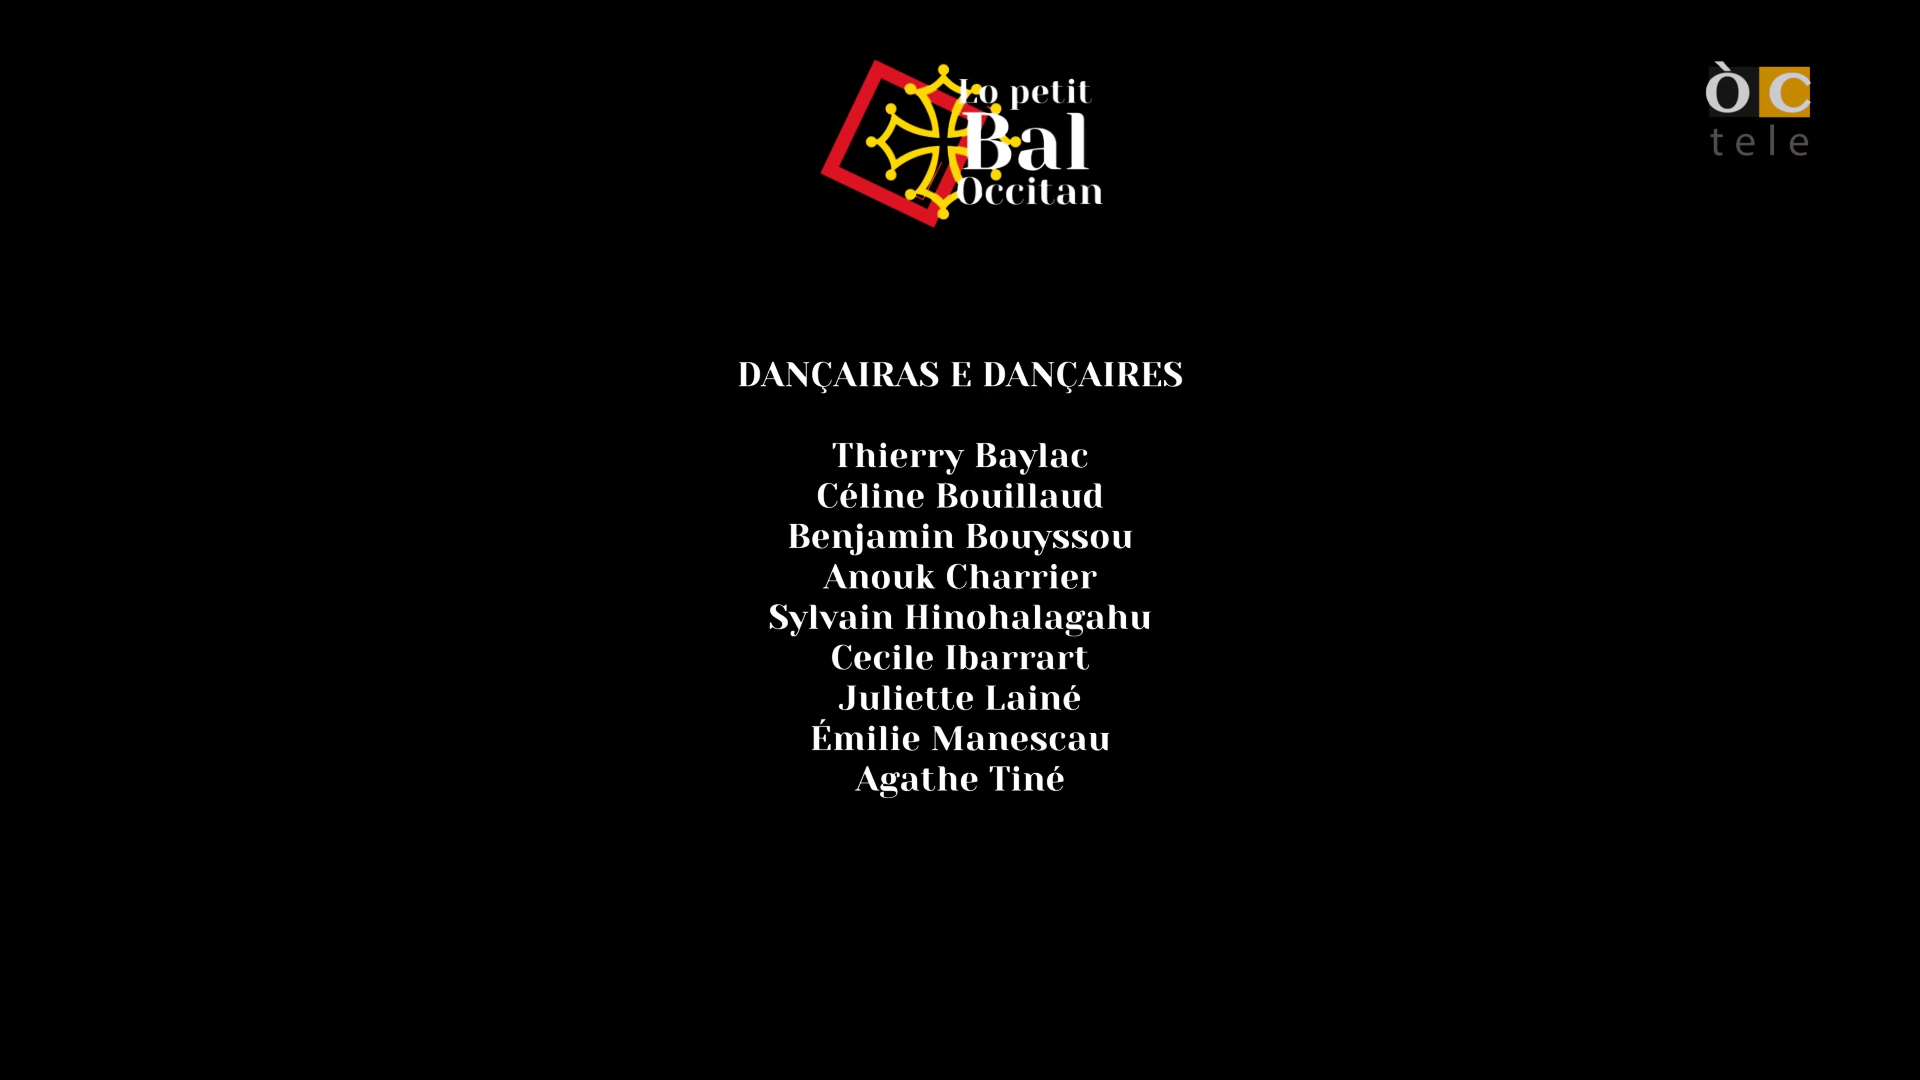 Lo petit
Bal
Occitan
òc
tele
DANÇAIRAS E DANÇAIRES
Thierry Baylac
Céline Bouillaud
Benjamin Bouyssou
Anouk Charrier
Sylvain Hinohalagahu
Cecile Ibarrart
Juliette Lainé
Émilie Manescau
Agathe Tiné